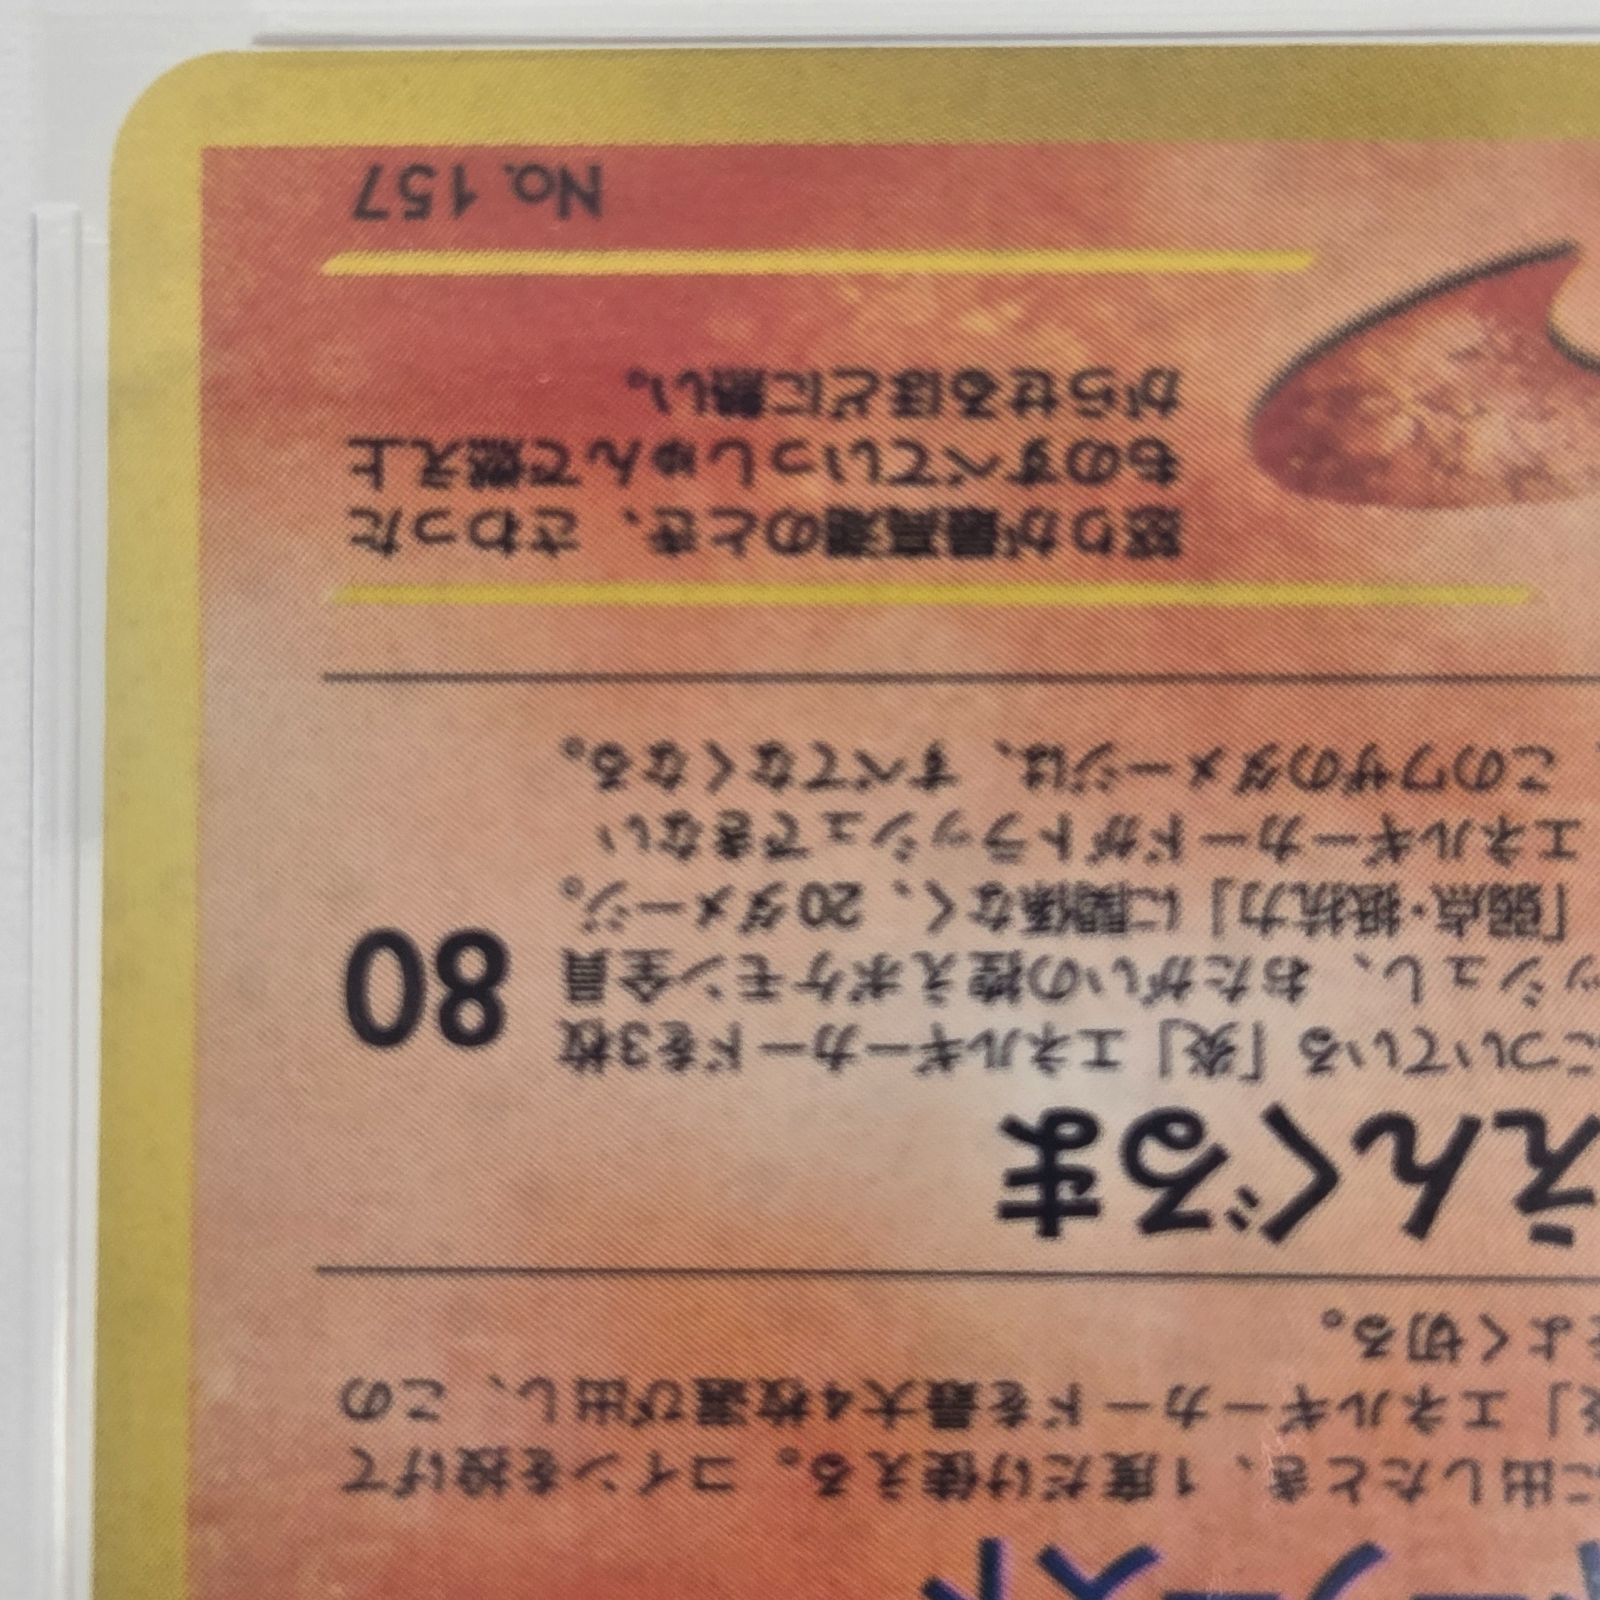 に出したとき、1度だけ使える。コインを投げて
」エネルギーカードを最大4枚選び出し、この
よく切る。
えんぐるま
についている「炎」エネルギーカードを3枚
ッシュし、おたがいの控えポケモン全員
「弱点・抵抗力」に関係なく、20ダメージ。
エネルギーカードがトラッシュできない
このワザのダメージは、すべてなくなる。
80
怒りが最高潮のとき、さわった
ものすべていっしゅんで燃え上
がらせるほどに熱い。
No. 157